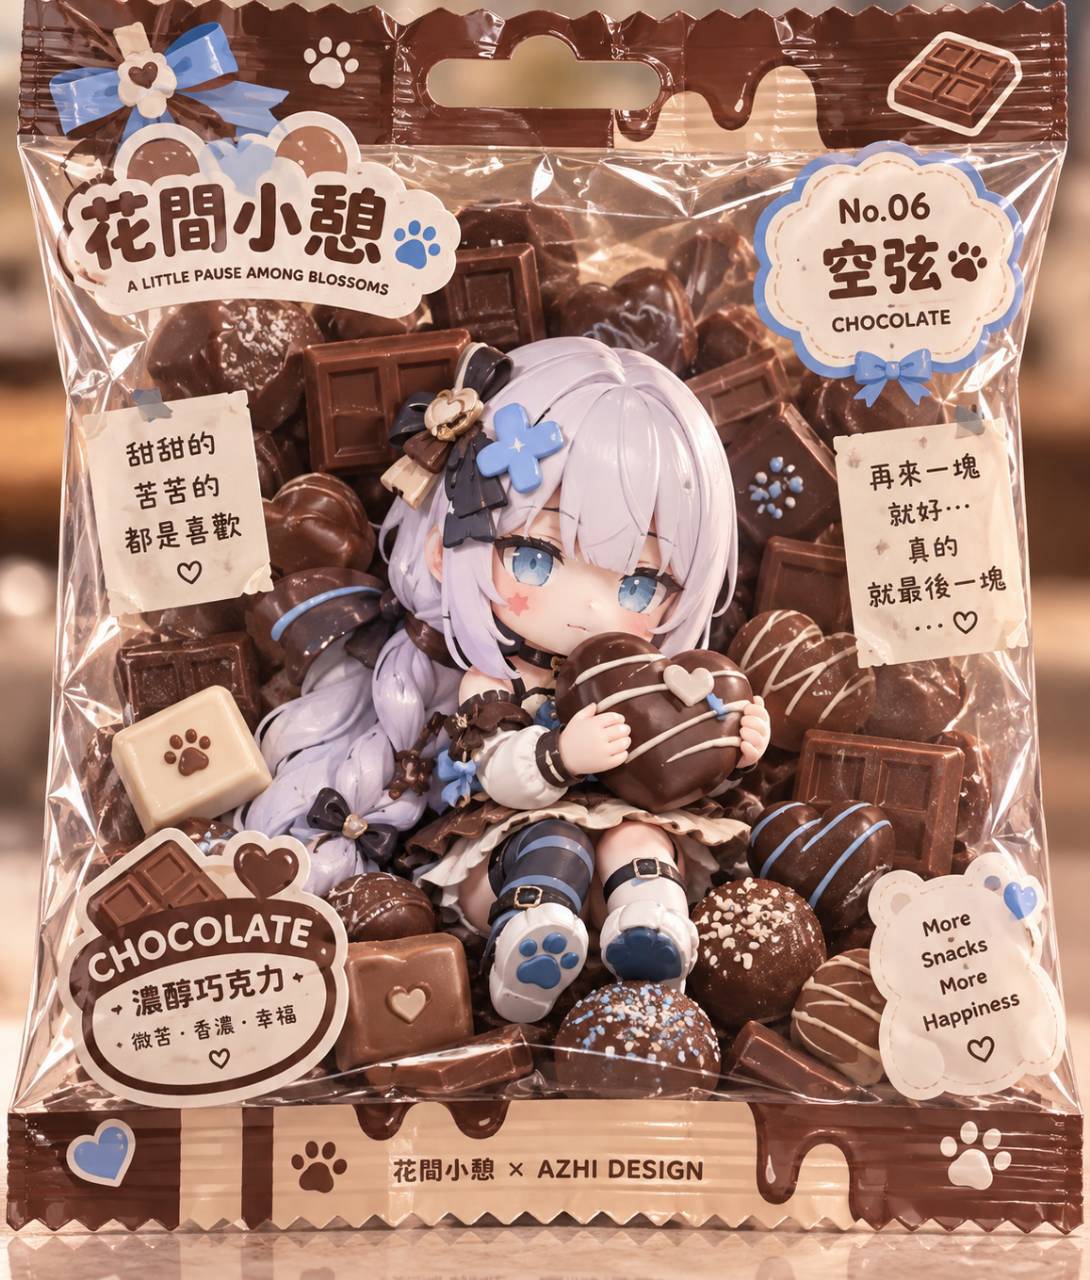 花間小憩
A LITTLE PAUSE AMONG BLOSSOMS
No.06
空弦
CHOCOLATE
甜甜的
苦苦的
都是喜歡
♡
再來一塊
就好⋯
真的
就最後一塊
⋯♡
CHOCOLATE
濃醇巧克力
微苦·香濃·幸福
♡
More
Snacks
More
Happiness
♡
花間小憩 × AZHI DESIGN